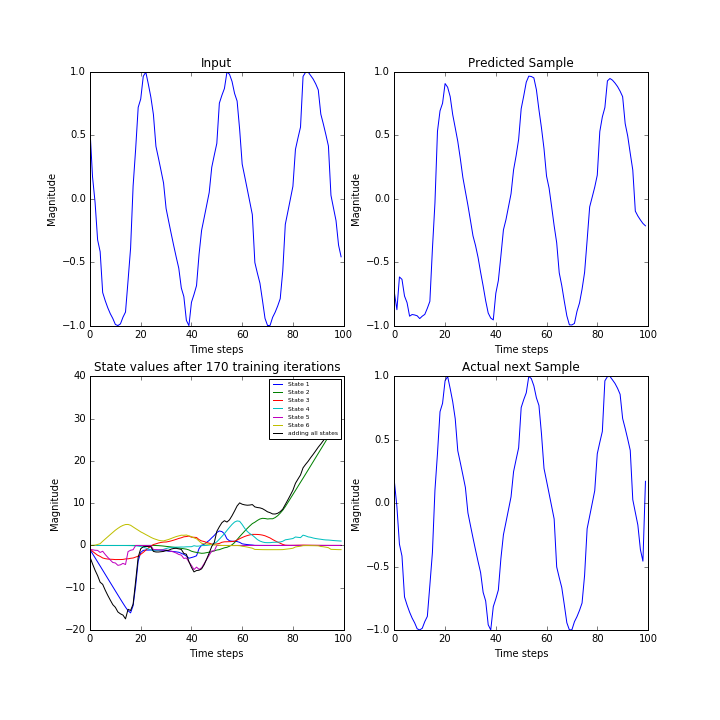 Input
1.0
0.5
0.0
−0.5
−1.0
Magnitude
0 20 40 60 80 100
Time steps
Predicted Sample
1.0
0.5
0.0
−0.5
−1.0
Magnitude
0 20 40 60 80 100
Time steps
State values after 170 training iterations
40
30
20
10
0
−10
−20
Magnitude
State 1
State 2
State 3
State 4
State 5
State 6
adding all states
0 20 40 60 80 100
Time steps
Actual next Sample
1.0
0.5
0.0
−0.5
−1.0
Magnitude
0 20 40 60 80 100
Time steps